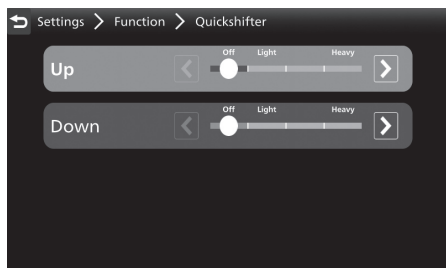 Settings > Function > Quickshifter
Off Light Heavy
Up
Off Light Heavy
Down